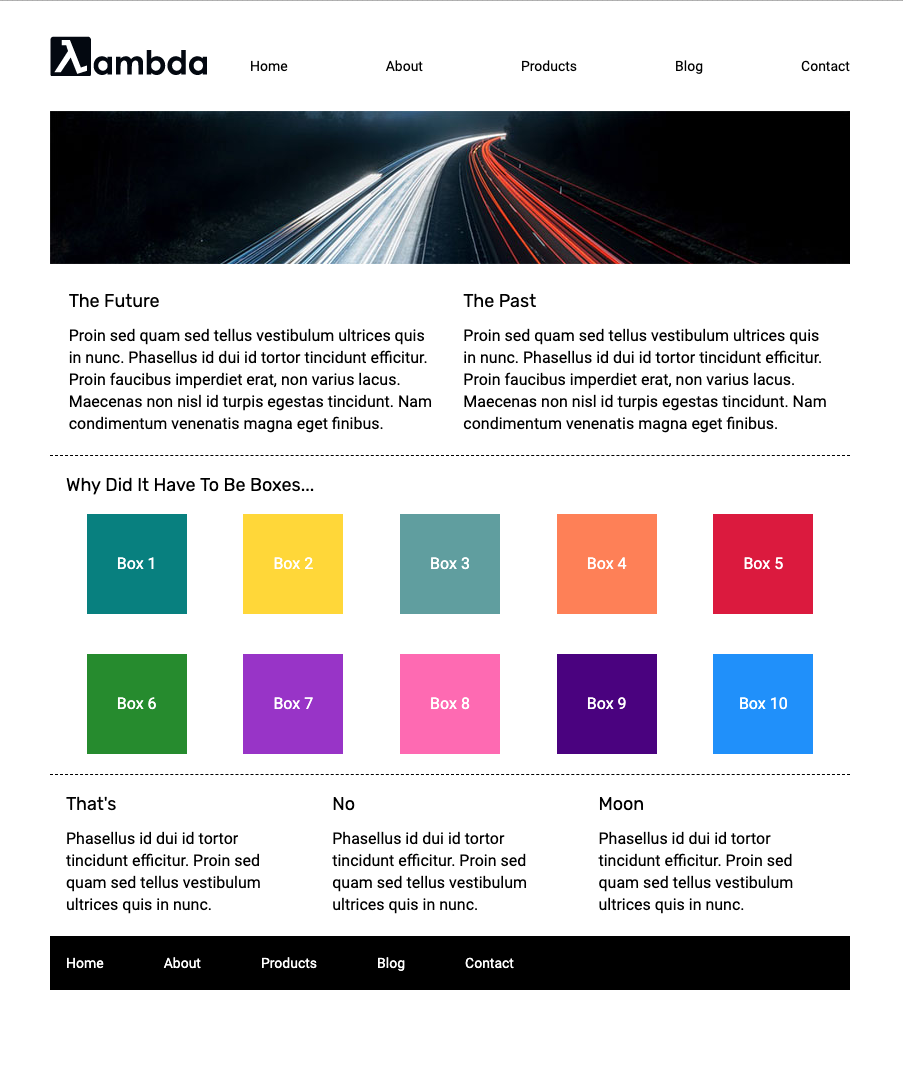 λambda
Home About Products Blog Contact
The Future
Proin sed quam sed tellus vestibulum ultrices quis
in nunc. Phasellus id dui id tortor tincidunt efficitur.
Proin faucibus imperdiet erat, non varius lacus.
Maecenas non nisl id turpis egestas tincidunt. Nam
condimentum venenatis magna eget finibus.
The Past
Proin sed quam sed tellus vestibulum ultrices quis
in nunc. Phasellus id dui id tortor tincidunt efficitur.
Proin faucibus imperdiet erat, non varius lacus.
Maecenas non nisl id turpis egestas tincidunt. Nam
condimentum venenatis magna eget finibus.
Why Did It Have To Be Boxes...
Box 1 Box 2 Box 3 Box 4 Box 5
Box 6 Box 7 Box 8 Box 9 Box 10
That's
Phasellus id dui id tortor
tincidunt efficitur. Proin sed
quam sed tellus vestibulum
ultrices quis in nunc.
No
Phasellus id dui id tortor
tincidunt efficitur. Proin sed
quam sed tellus vestibulum
ultrices quis in nunc.
Moon
Phasellus id dui id tortor
tincidunt efficitur. Proin sed
quam sed tellus vestibulum
ultrices quis in nunc.
Home About Products Blog Contact